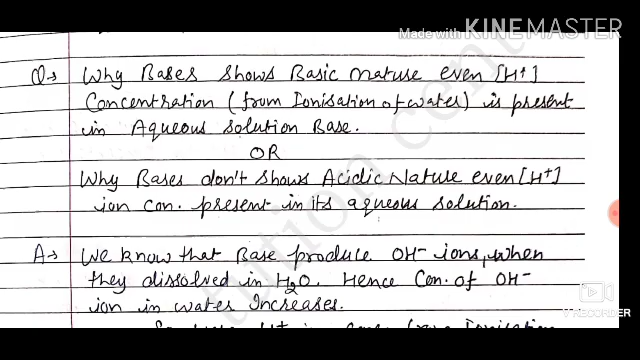 Made with KINEMASTER
Q→ Why Bases shows Basic nature even [H+]
Concentration (from Ionisation of water) is present
in Aqueous solution Base.
OR
Why Bases don't shows Acidic Nature even [H+]
ion con. present in its aqueous solution.
A→ We know that Base produce OH- ions, when
they dissolved in H2O. Hence Con. of OH-
ion in water Increases.
VIVA RECORDER